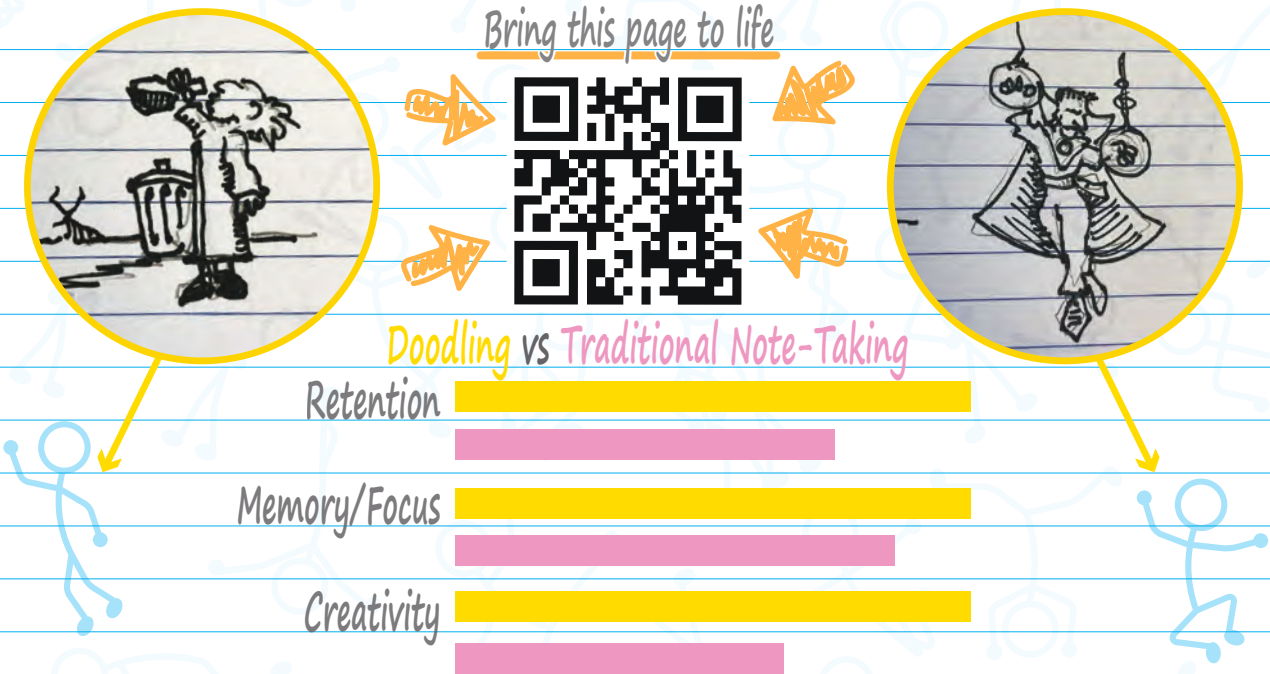 Bring this page to life
Doodling vs Traditional Note-Taking
Retention
Memory/Focus
Creativity